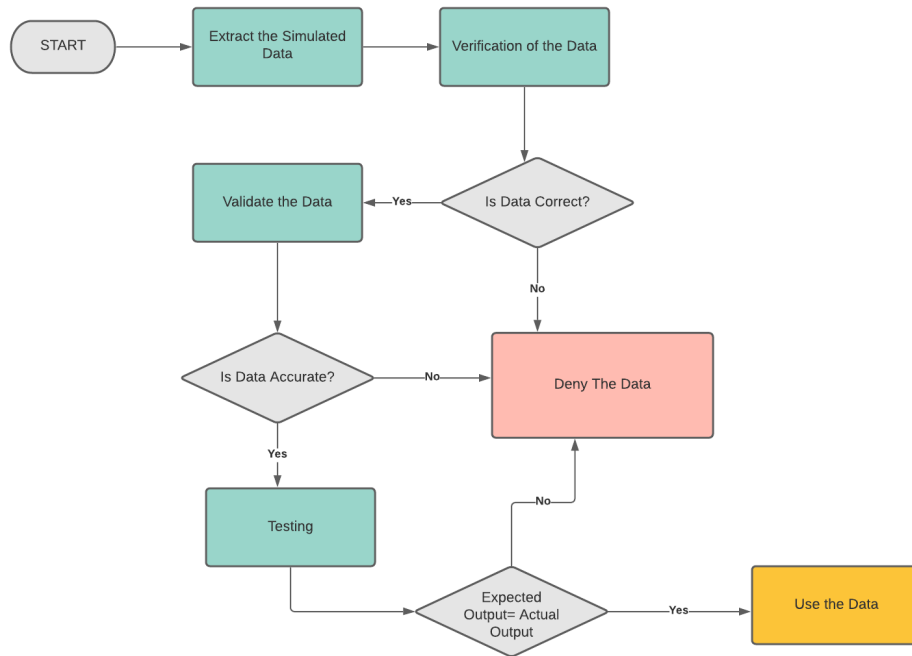 START
Extract the Simulated
Data
Verification of the Data
Validate the Data
Yes
Is Data Correct?
No
Is Data Accurate?
No
Deny The Data
Yes
Testing
No
Expected
Output= Actual
Output
Yes
Use the Data